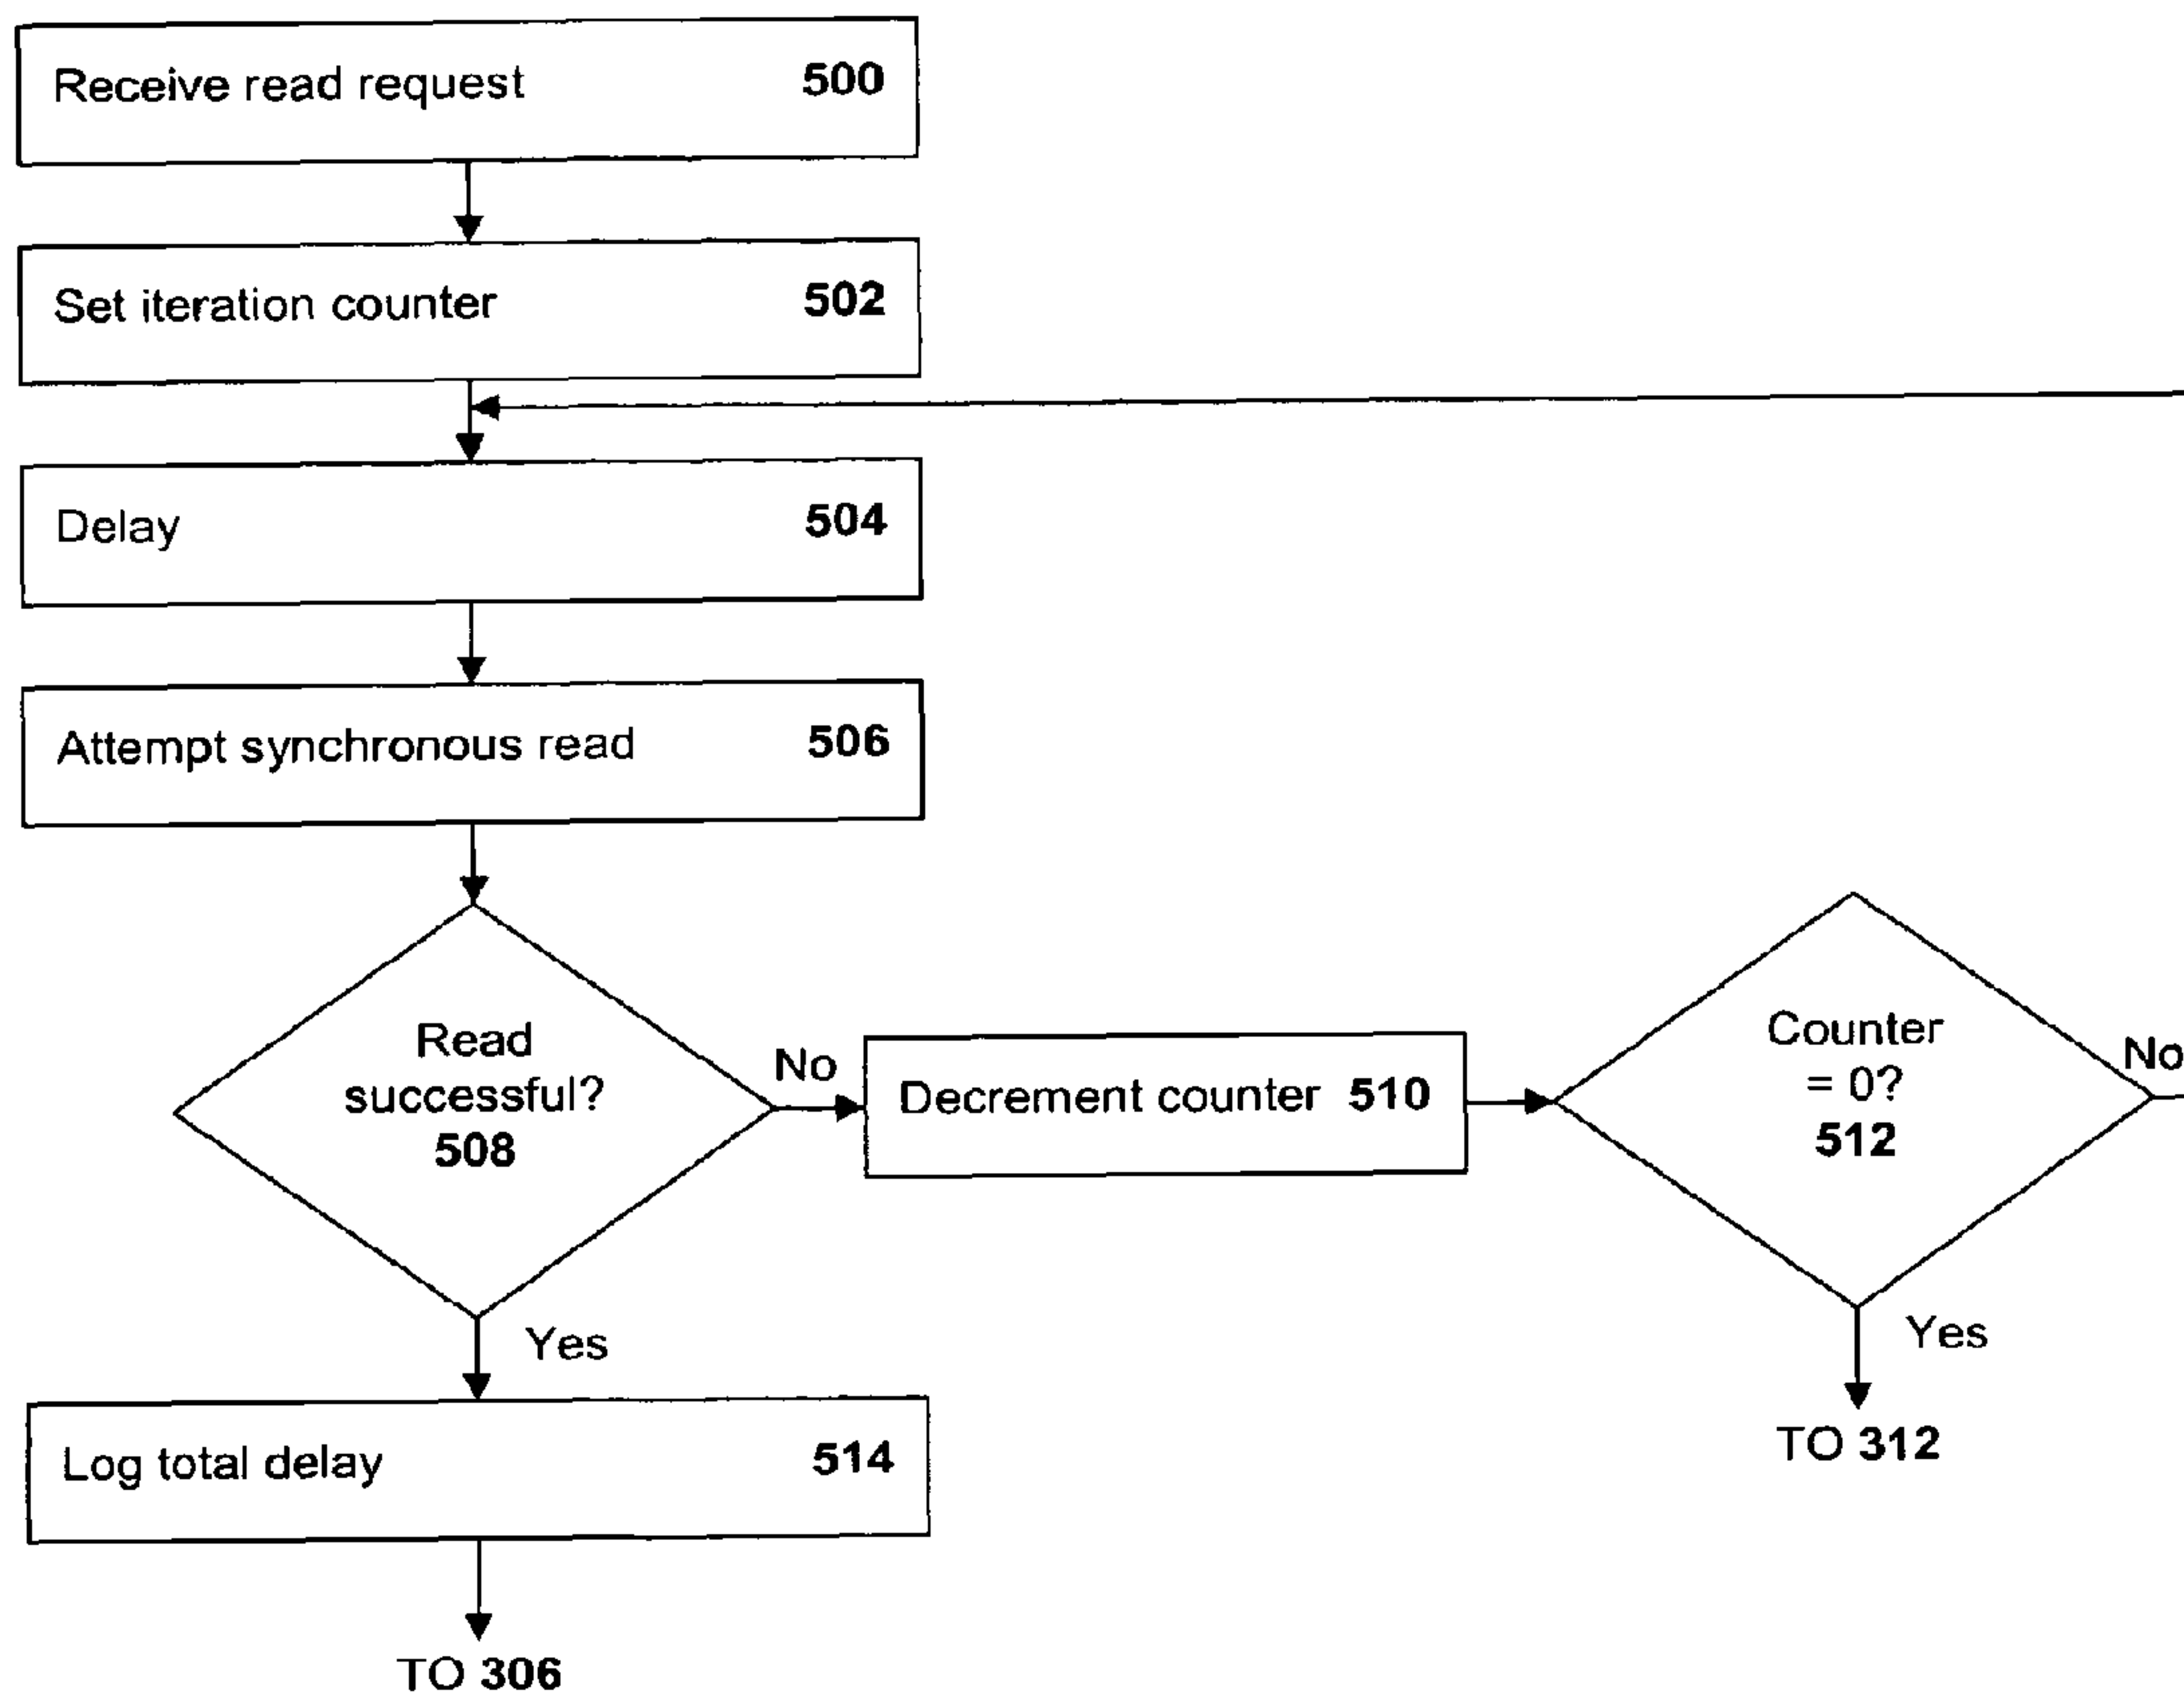 Receive read request 500
Set iteration counter 502
Delay 504
Attempt synchronous read 506
Read
successful?
508
No
Decrement counter 510
Counter
= 0?
512
No
Yes
Yes
TO 312
Log total delay 514
TO 306